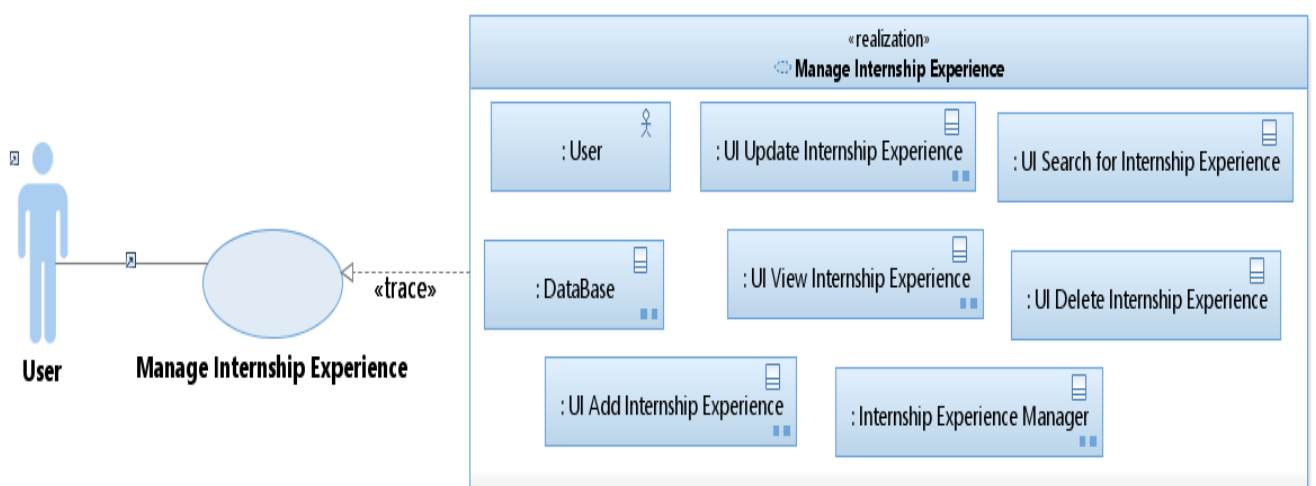 «realization»
Manage Internship Experience
: User
: UI Update Internship Experience
: UI Search for Internship Experience
: DataBase
: UI View Internship Experience
: UI Delete Internship Experience
: UI Add Internship Experience
: Internship Experience Manager
«trace»
User
Manage Internship Experience